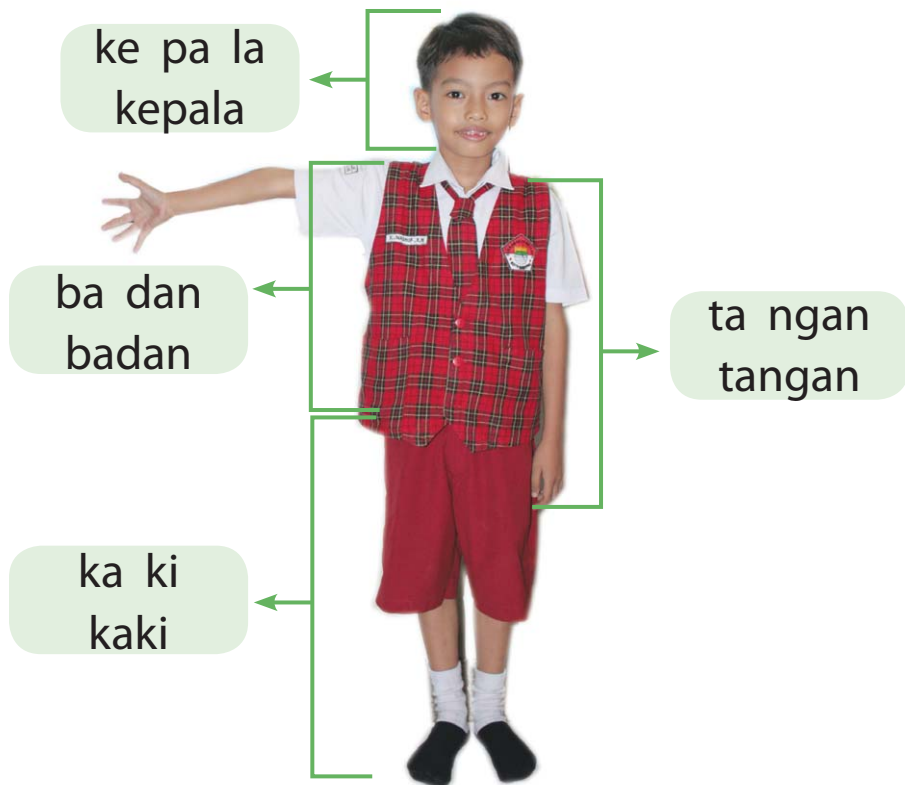 ke pa la
kepala
ba dan
badan
ta ngan
tangan
ka ki
kaki